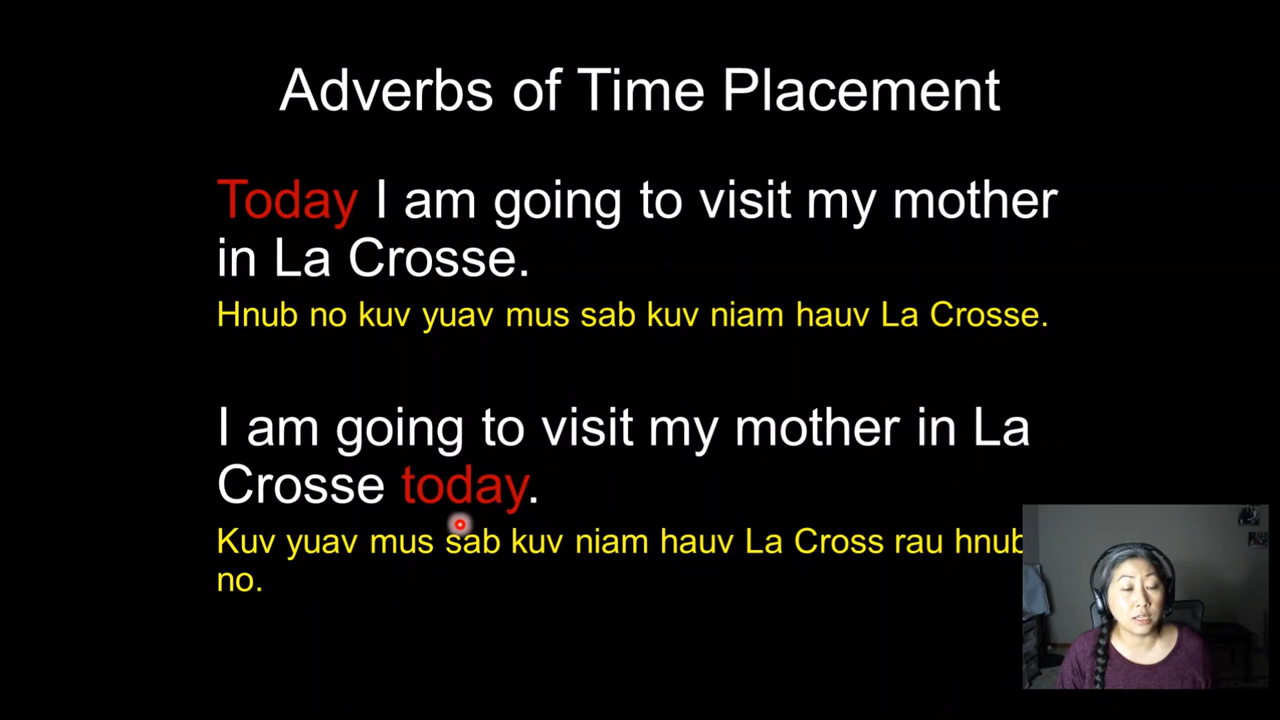 Adverbs of Time Placement
Today I am going to visit my mother
in La Crosse.
Hnub no kuv yuav mus sab kuv niam hauv La Crosse.
I am going to visit my mother in La
Crosse today.
Kuv yuav mus sab kuv niam hauv La Cross rau hnub
no.